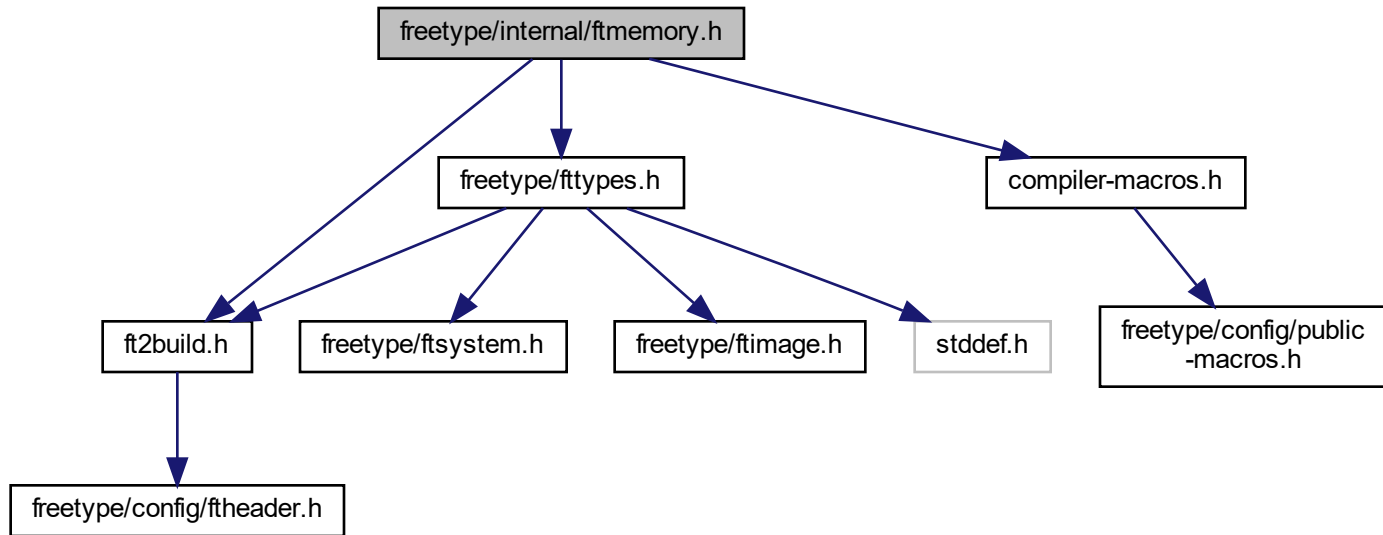 freetype/internal/ftmemory.h
freetype/fttypes.h
compiler-macros.h
ft2build.h
freetype/ftsystem.h
freetype/ftimage.h
stddef.h
freetype/config/public
-macros.h
freetype/config/ftheader.h